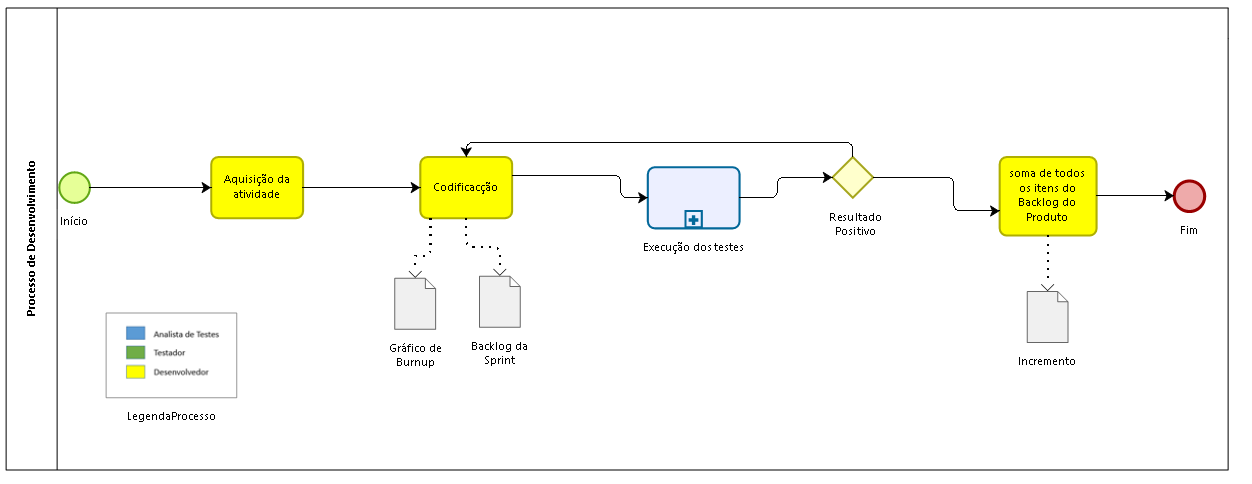 Processo de Desenvolvimento
Início
Aquisição da
atividade
Codificacção
Execução dos testes
Resultado
Positivo
soma de todos
os itens do
Backlog do
Produto
Fim
Gráfico de
Burnup
Backlog da
Sprint
Incremento
Analista de Testes
Testador
Desenvolvedor
LegendaProcesso